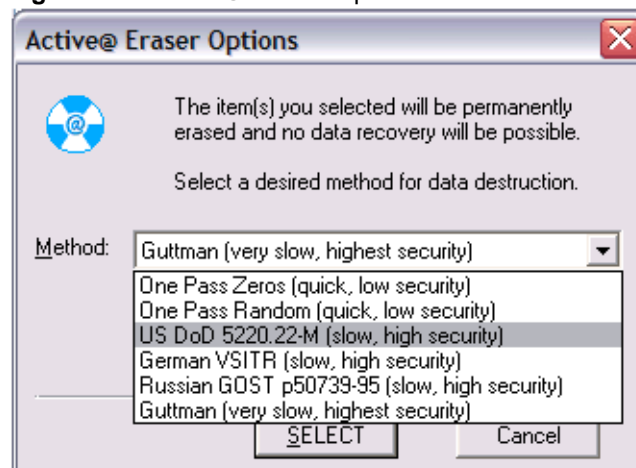 Active@ Eraser Options
The item(s) you selected will be permanently
erased and no data recovery will be possible.
Select a desired method for data destruction.
Method:
Guttman (very slow, highest security)
One Pass Zeros (quick, low security)
One Pass Random (quick, low security)
US DoD 5220.22-M (slow, high security)
German VSITR (slow, high security)
Russian GOST p50739-95 (slow, high security)
Guttman (very slow, highest security)
SELECT
Cancel